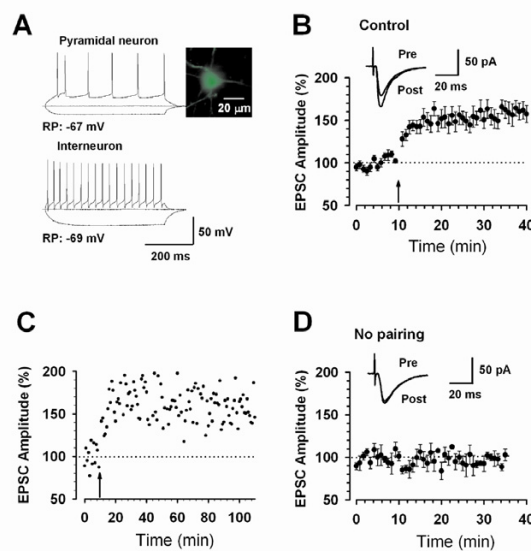 A
Pyramidal neuron
20 μm
RP: -67 mV
Interneuron
RP: -69 mV
50 mV
200 ms
B
Control
Pre
Post
50 pA
20 ms
EPSC Amplitude (%)
200
150
100
50
0 10 20 30 40
Time (min)
C
EPSC Amplitude (%)
200
150
100
50
0 20 40 60 80 100
Time (min)
D
No pairing
Pre
Post
50 pA
20 ms
EPSC Amplitude (%)
200
150
100
50
0 10 20 30 40
Time (min)